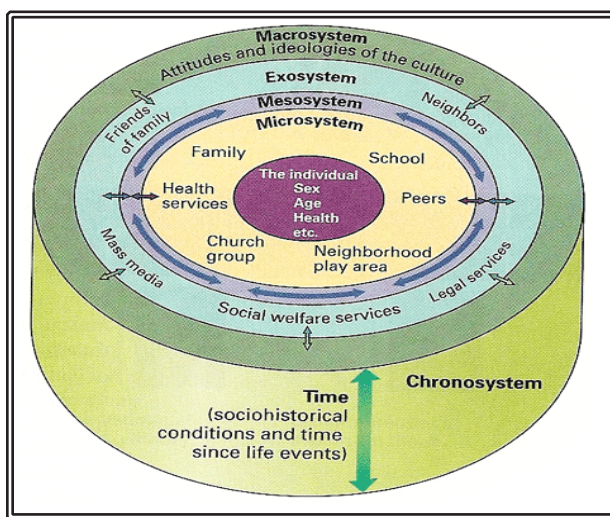 Macrosystem
Attitudes and ideologies of the culture
Exosystem
Mesosystem
Microsystem
Friends
of family
Neighbors
Family
School
The individual
Sex
Age
Health
etc.
Health
services
Peers
Church
group
Neighborhood
play area
Mass media
Social welfare services
Legal services
Chronosystem
Time
(sociohistorical
conditions and time
since life events)